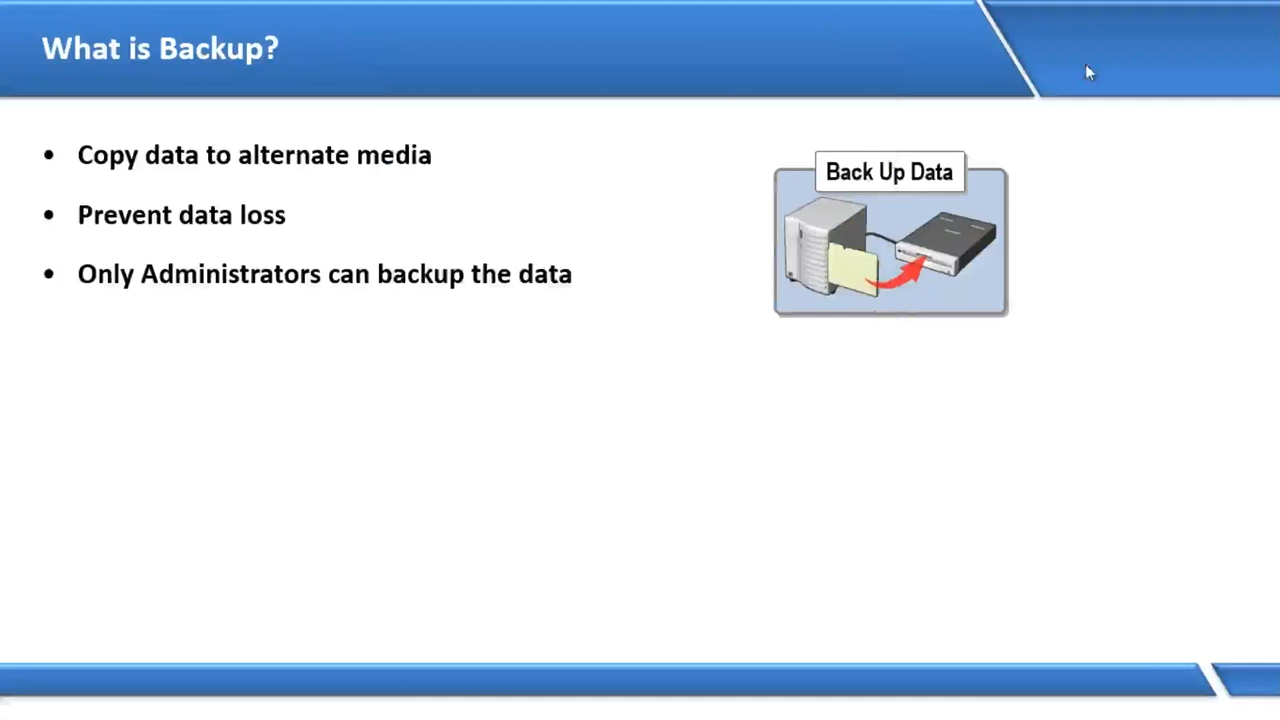 What is Backup?
• Copy data to alternate media
• Prevent data loss
• Only Administrators can backup the data
Back Up Data